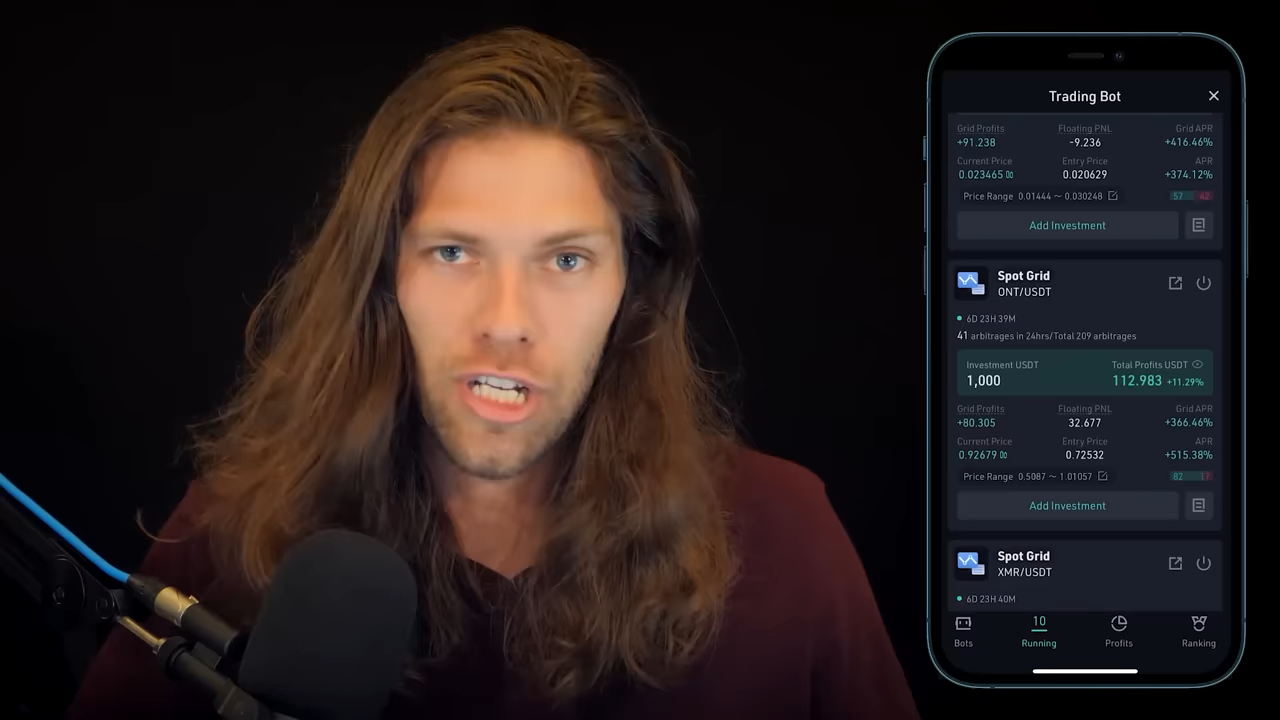 Trading Bot
Grid Profits Floating PNL Grid APR
+91.238 -9.236 +416.46%
Current Price Entry Price APR
0.023465 0.020629 +374.12%
Price Range 0.01444 ~ 0.030248 57 42
Add Investment
Spot Grid
ONT/USDT
6D 23H 39M
41 arbitrages in 24hrs/Total 209 arbitrages
Investment USDT Total Profits USDT
1,000 112.983 +11.29%
Grid Profits Floating PNL Grid APR
+80.305 32.677 +366.46%
Current Price Entry Price APR
0.92679 0.72532 +515.38%
Price Range 0.5087 ~ 1.01057 82 17
Add Investment
Spot Grid
XMR/USDT
6D 23H 40M
10
Bots Running Profits Ranking